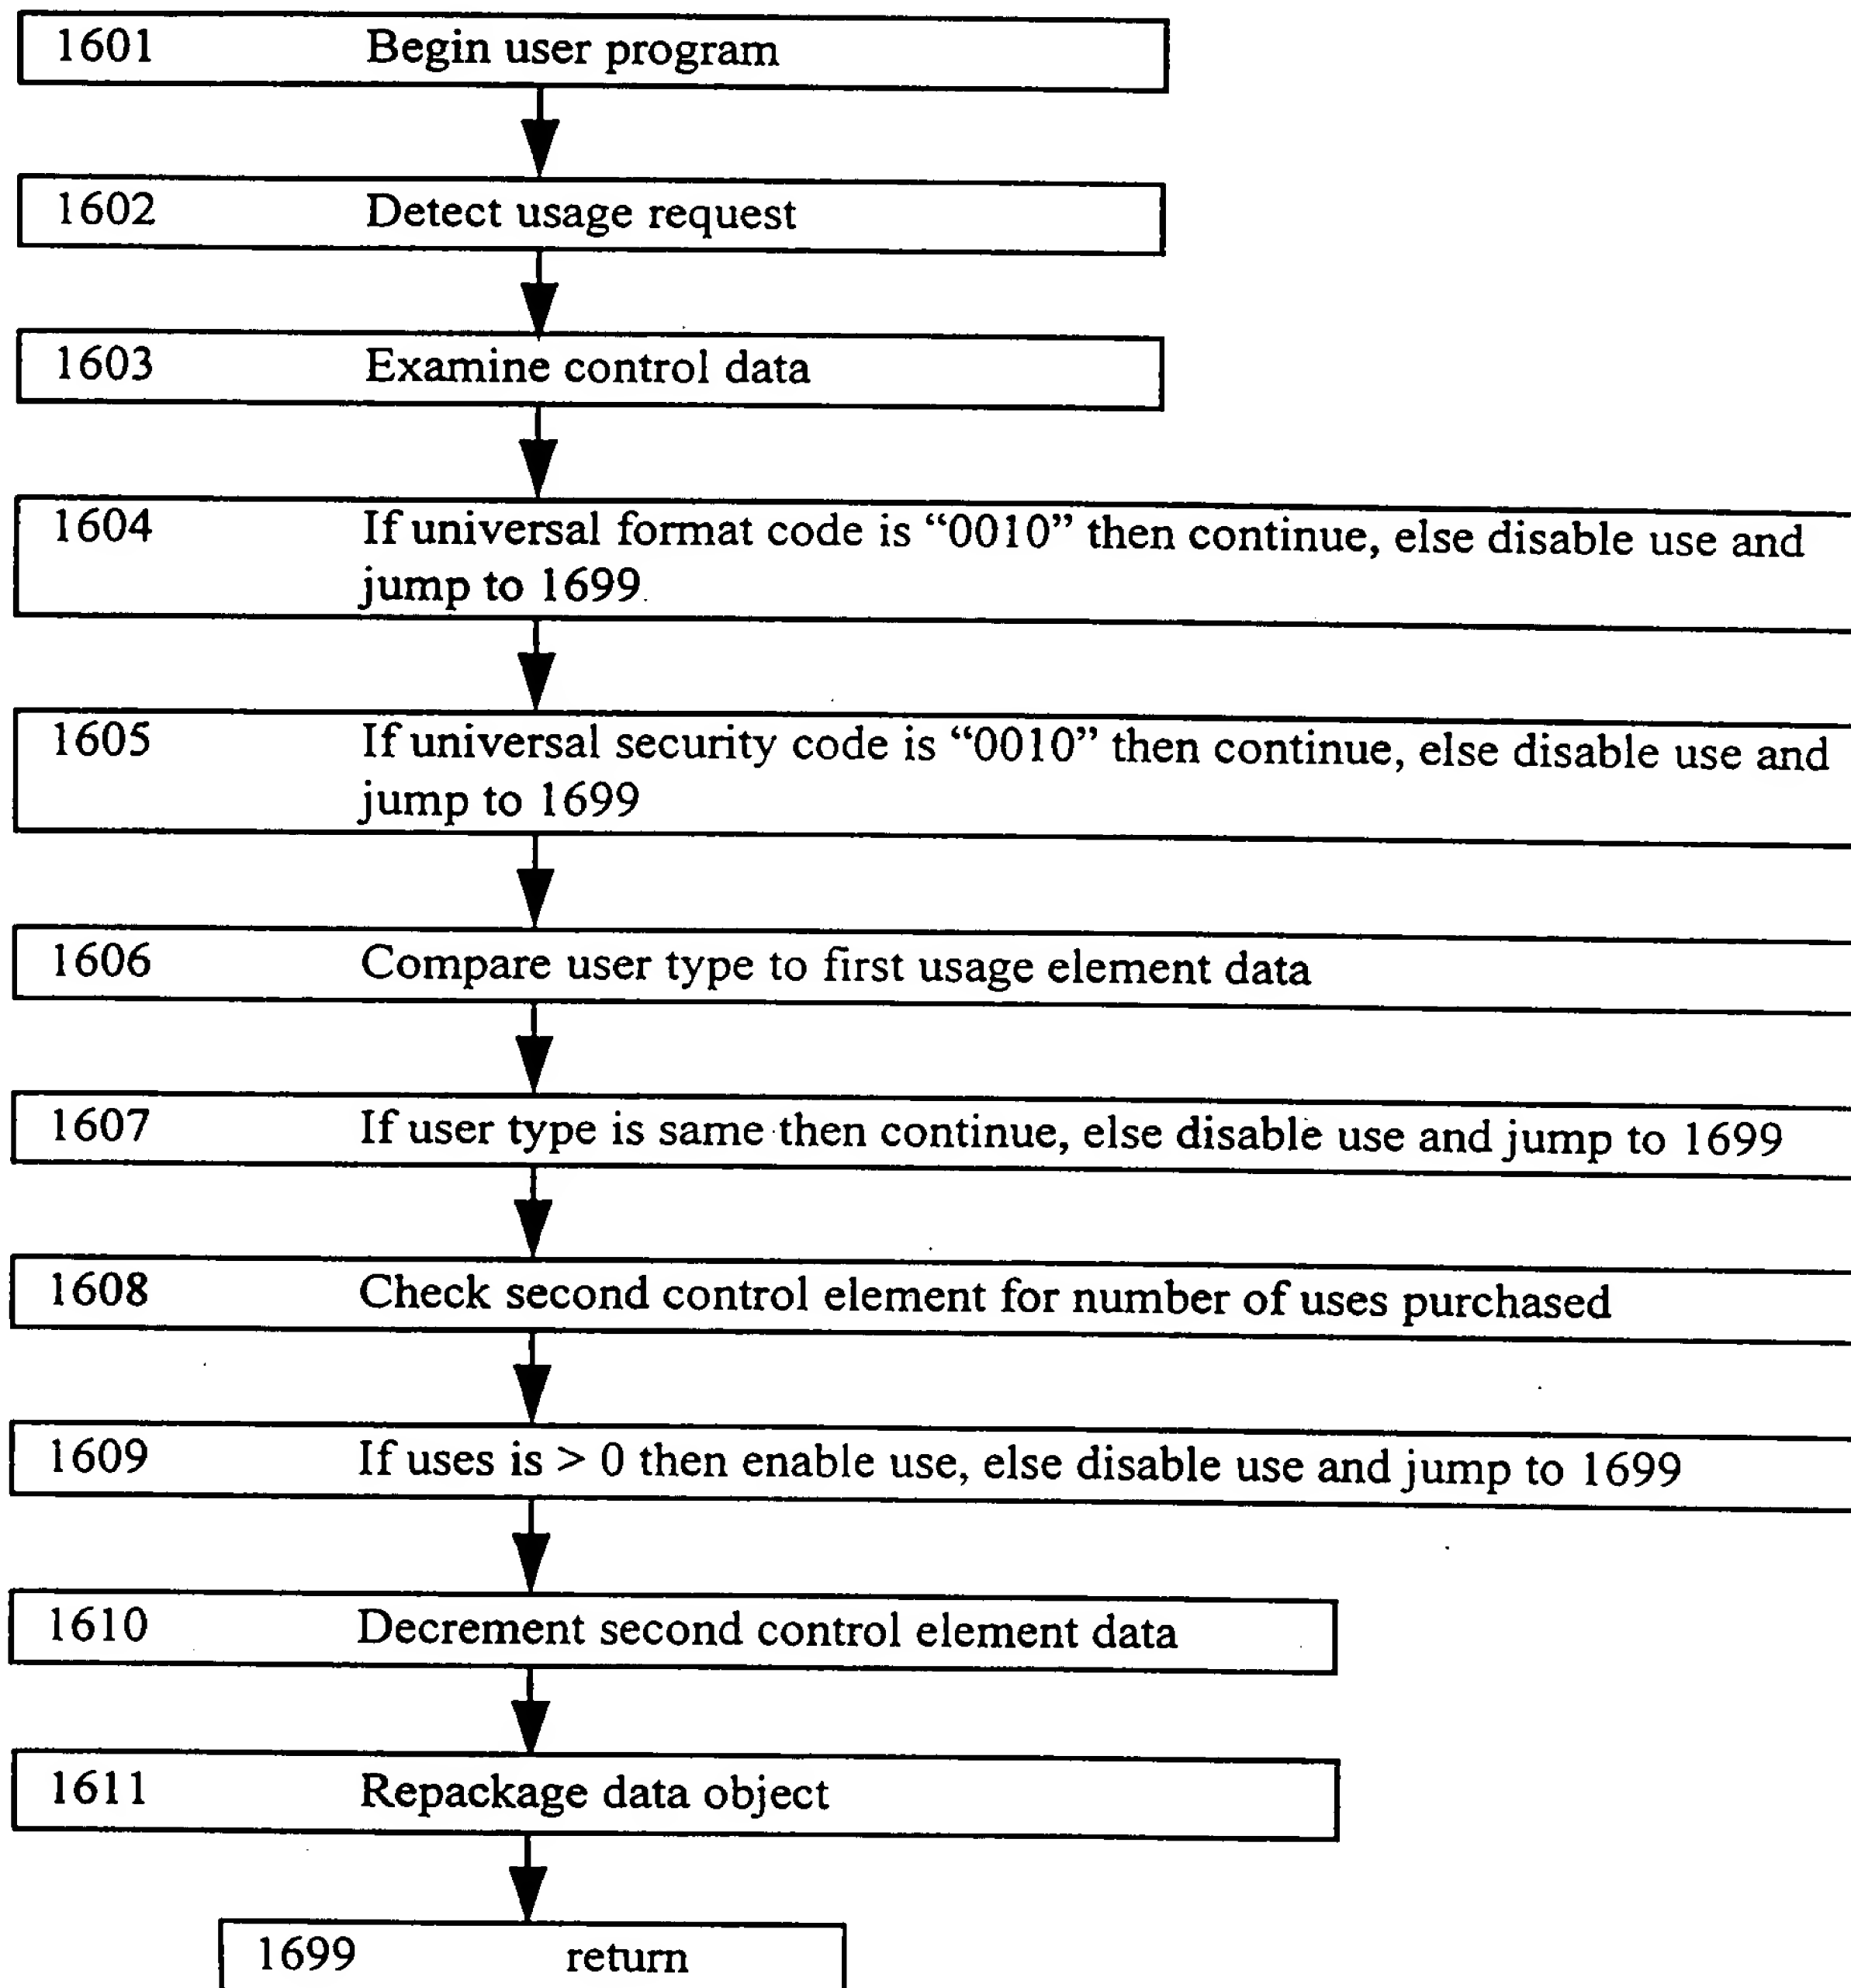 1601 Begin user program
1602 Detect usage request
1603 Examine control data
1604 If universal format code is “0010” then continue, else disable use and
jump to 1699
1605 If universal security code is “0010” then continue, else disable use and
jump to 1699
1606 Compare user type to first usage element data
1607 If user type is same then continue, else disable use and jump to 1699
1608 Check second control element for number of uses purchased
1609 If uses is > 0 then enable use, else disable use and jump to 1699
1610 Decrement second control element data
1611 Repackage data object
1699 return